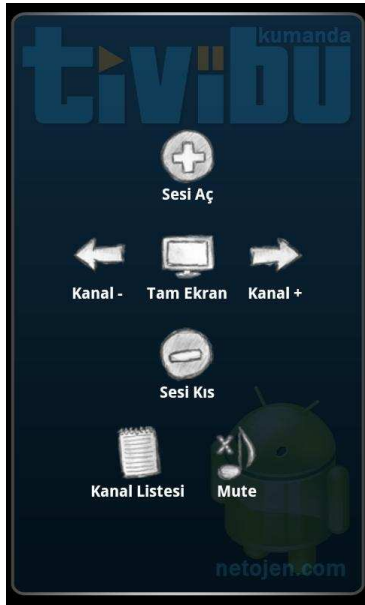 kumanda
tivibu
Sesi Aç
Kanal - Tam Ekran Kanal +
Sesi Kıs
Kanal Listesi Mute
netojen.com